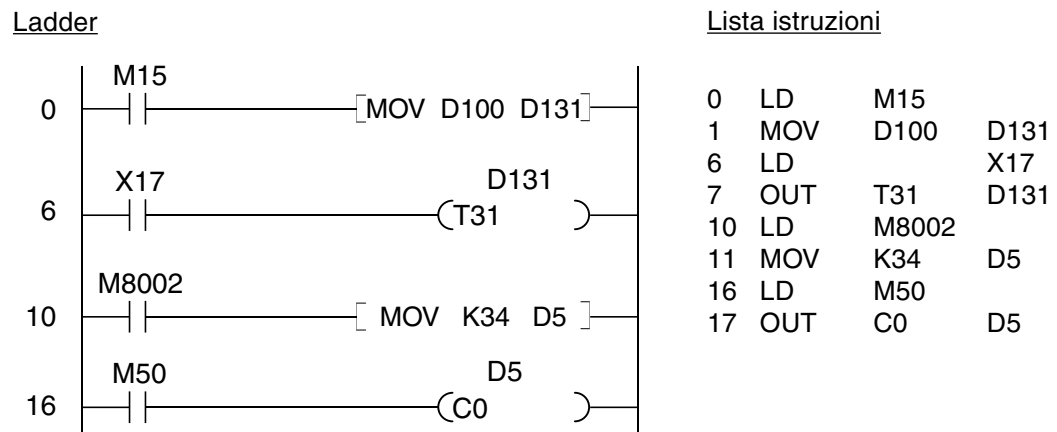 Ladder
M15
0 [MOV D100 D131]
X17 D131
6 (T31 )
M8002
10 [ MOV K34 D5 ]
M50 D5
16 (C0 )
Lista istruzioni
0 LD M15
1 MOV D100 D131
6 LD X17
7 OUT T31 D131
10 LD M8002
11 MOV K34 D5
16 LD M50
17 OUT C0 D5